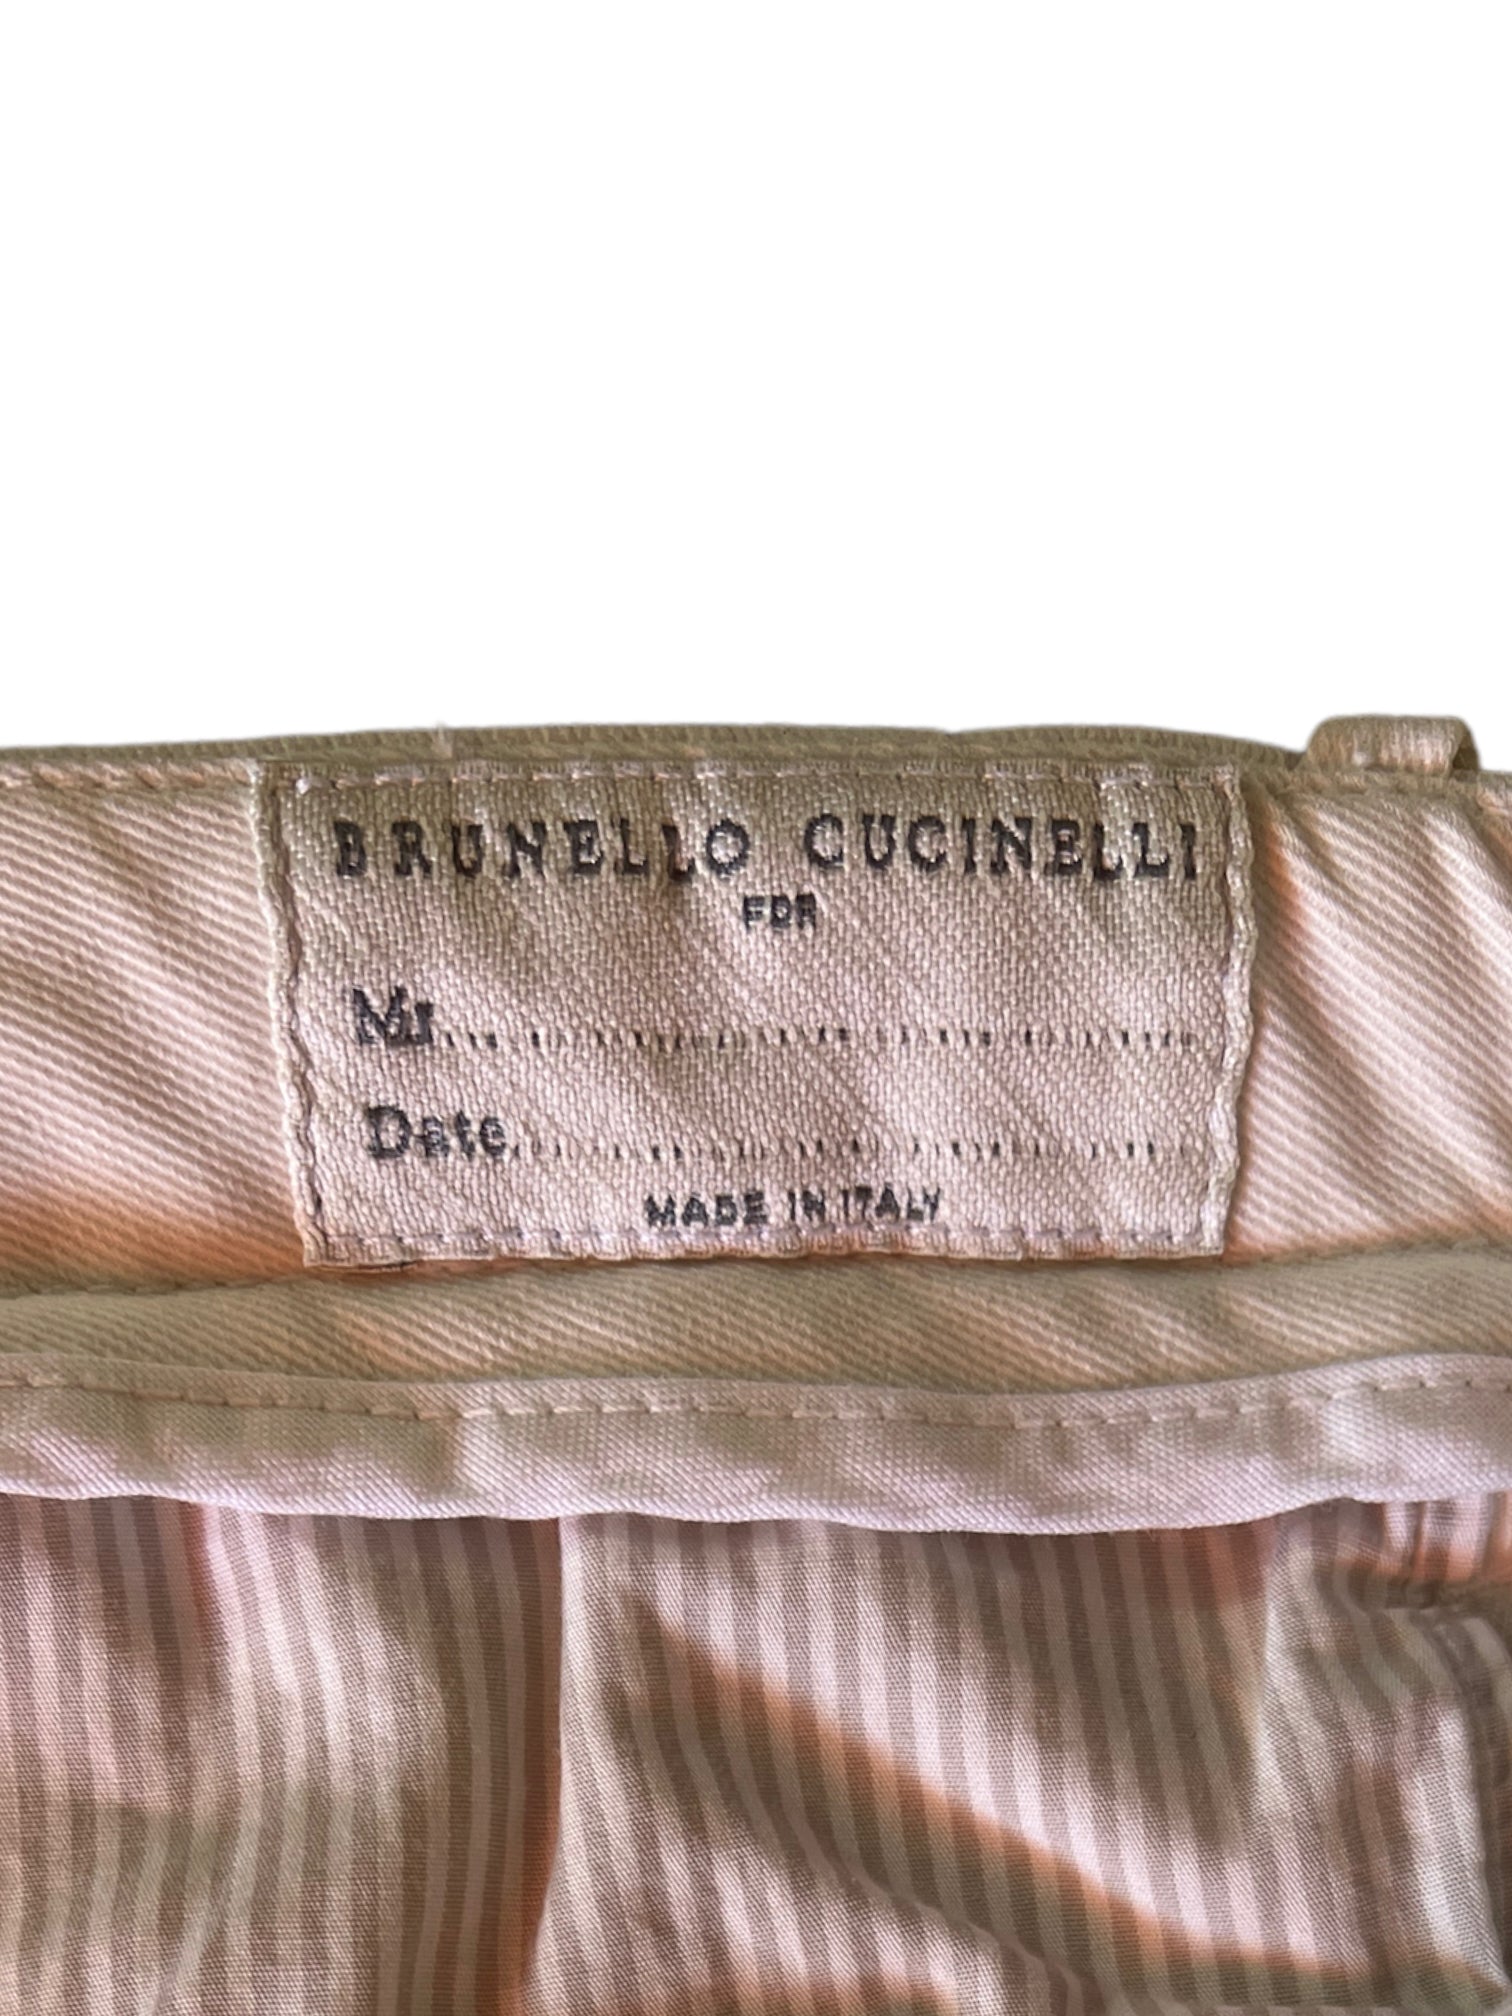 BRUNELLO CUCINELLI
FOR
Mr........................................
Date........................................
MADE IN ITALY